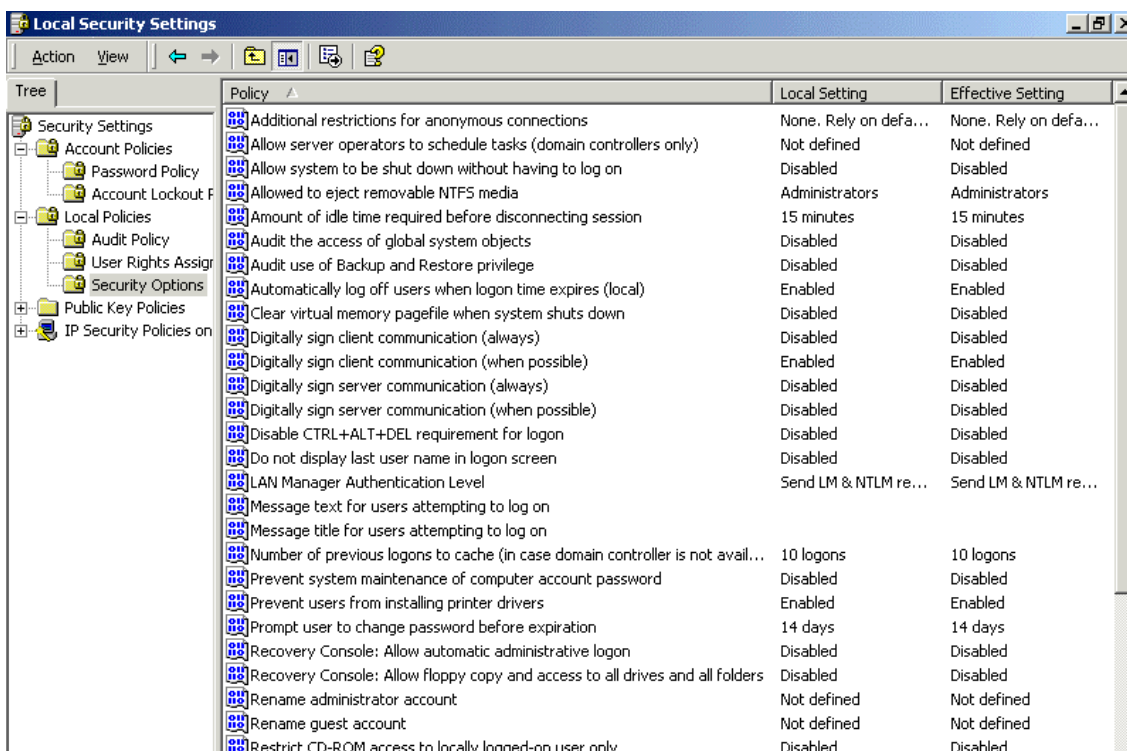 Local Security Settings
Action View
Tree
Security Settings
Account Policies
Password Policy
Account Lockout P
Local Policies
Audit Policy
User Rights Assign
Security Options
Public Key Policies
IP Security Policies on
Policy Local Setting Effective Setting
Additional restrictions for anonymous connections None. Rely on defa... None. Rely on defa...
Allow server operators to schedule tasks (domain controllers only) Not defined Not defined
Allow system to be shut down without having to log on Disabled Disabled
Allowed to eject removable NTFS media Administrators Administrators
Amount of idle time required before disconnecting session 15 minutes 15 minutes
Audit the access of global system objects Disabled Disabled
Audit use of Backup and Restore privilege Disabled Disabled
Automatically log off users when logon time expires (local) Enabled Enabled
Clear virtual memory pagefile when system shuts down Disabled Disabled
Digitally sign client communication (always) Disabled Disabled
Digitally sign client communication (when possible) Enabled Enabled
Digitally sign server communication (always) Disabled Disabled
Digitally sign server communication (when possible) Disabled Disabled
Disable CTRL+ALT+DEL requirement for logon Disabled Disabled
Do not display last user name in logon screen Disabled Disabled
LAN Manager Authentication Level Send LM & NTLM re... Send LM & NTLM re...
Message text for users attempting to log on
Message title for users attempting to log on
Number of previous logons to cache (in case domain controller is not avail... 10 logons 10 logons
Prevent system maintenance of computer account password Disabled Disabled
Prevent users from installing printer drivers Enabled Enabled
Prompt user to change password before expiration 14 days 14 days
Recovery Console: Allow automatic administrative logon Disabled Disabled
Recovery Console: Allow floppy copy and access to all drives and all folders Disabled Disabled
Rename administrator account Not defined Not defined
Rename guest account Not defined Not defined
Restrict CD-ROM access to locally logged-on user only Disabled Disabled